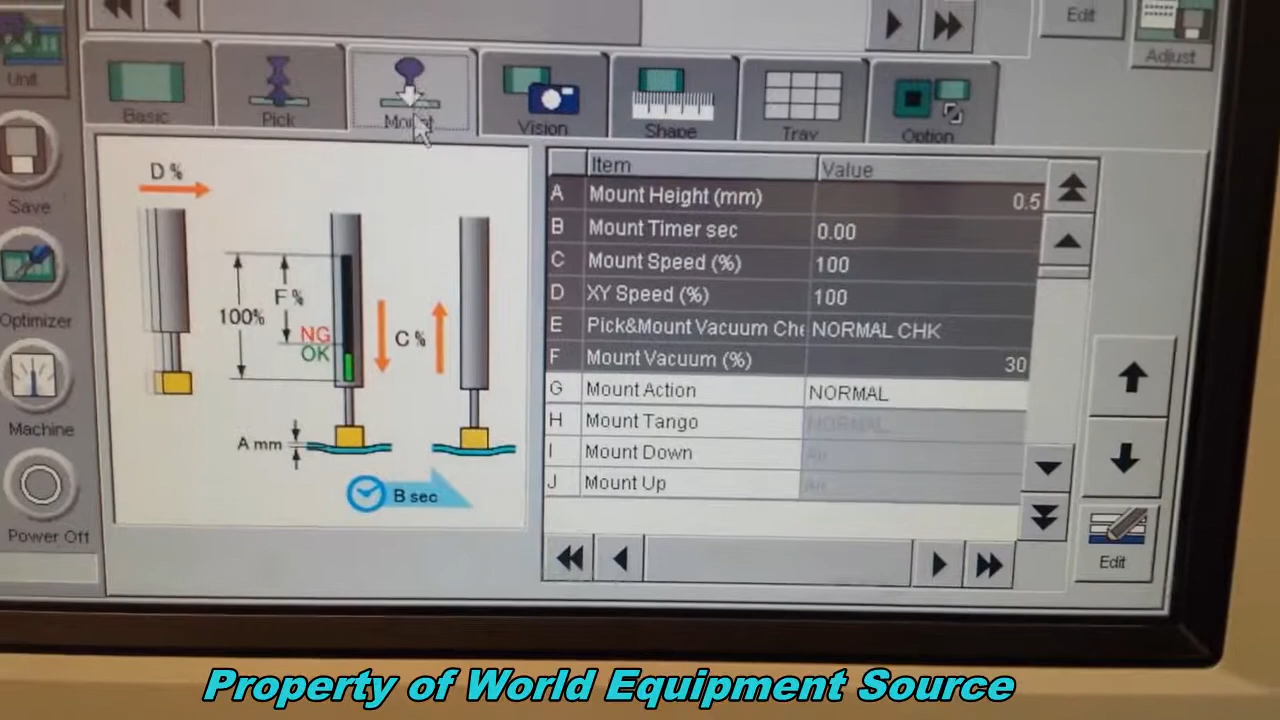 Edit
Adjust
Unit
Basic
Pick
Mount
Vision
Shape
Tray
Option
Save
Optimizer
Machine
Power Off
D %
F %
100%
NG
OK
C %
A mm
B sec
Item Value
A Mount Height (mm) 0.5
B Mount Timer sec 0.00
C Mount Speed (%) 100
D XY Speed (%) 100
E Pick&Mount Vacuum Che NORMAL CHK
F Mount Vacuum (%) 30
G Mount Action NORMAL
H Mount Tango NORMAL
I Mount Down Air
J Mount Up Air
Edit
Property of World Equipment Source